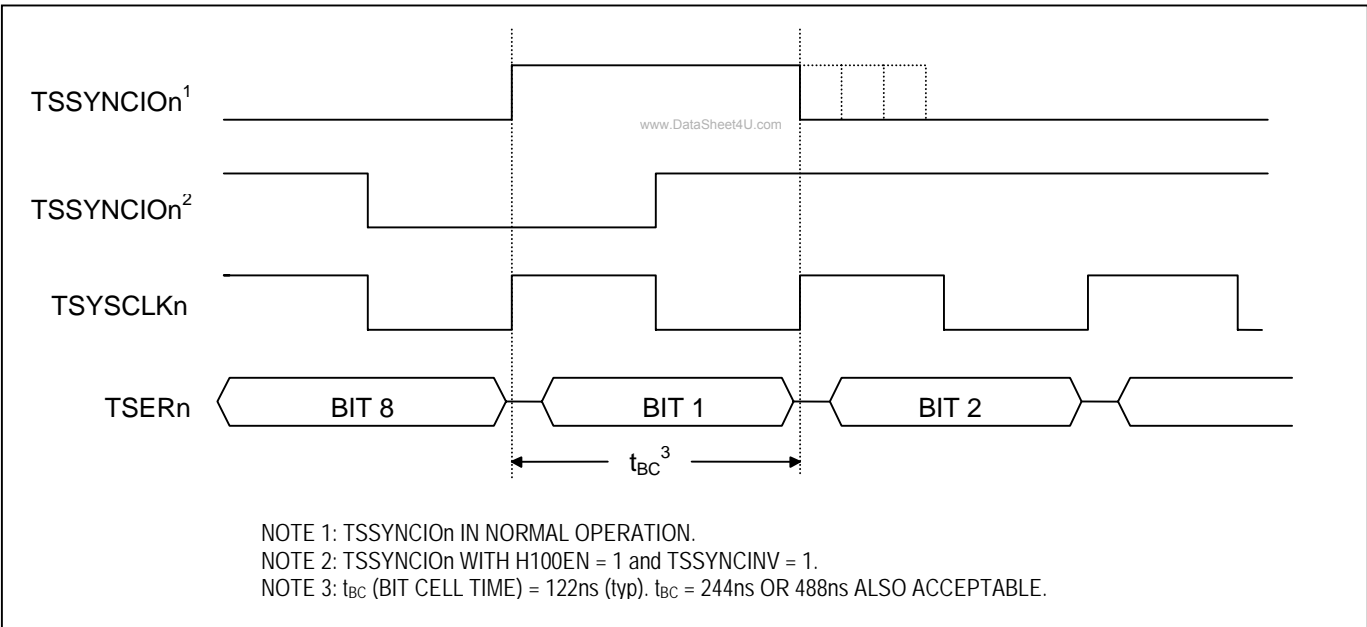 TSSYNCIOn¹
www.DataSheet4U.com
TSSYNCIOn²
TSYSCLKn
TSERn BIT 8 BIT 1 BIT 2
tBC³
NOTE 1: TSSYNCIOn IN NORMAL OPERATION.
NOTE 2: TSSYNCIOn WITH H100EN = 1 and TSSYNCINV = 1.
NOTE 3: tBC (BIT CELL TIME) = 122ns (typ). tBC = 244ns OR 488ns ALSO ACCEPTABLE.